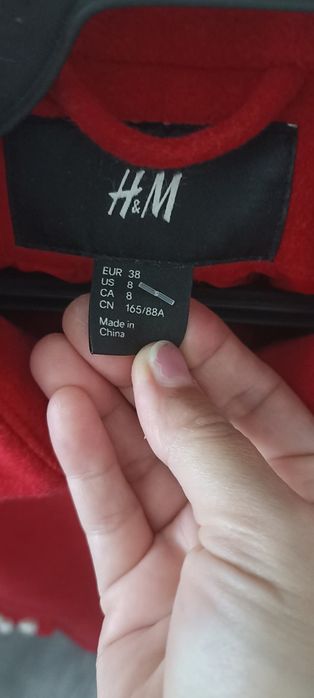 H&M
EUR 38
US 8
CA 8
CN 165/88A
Made in
China